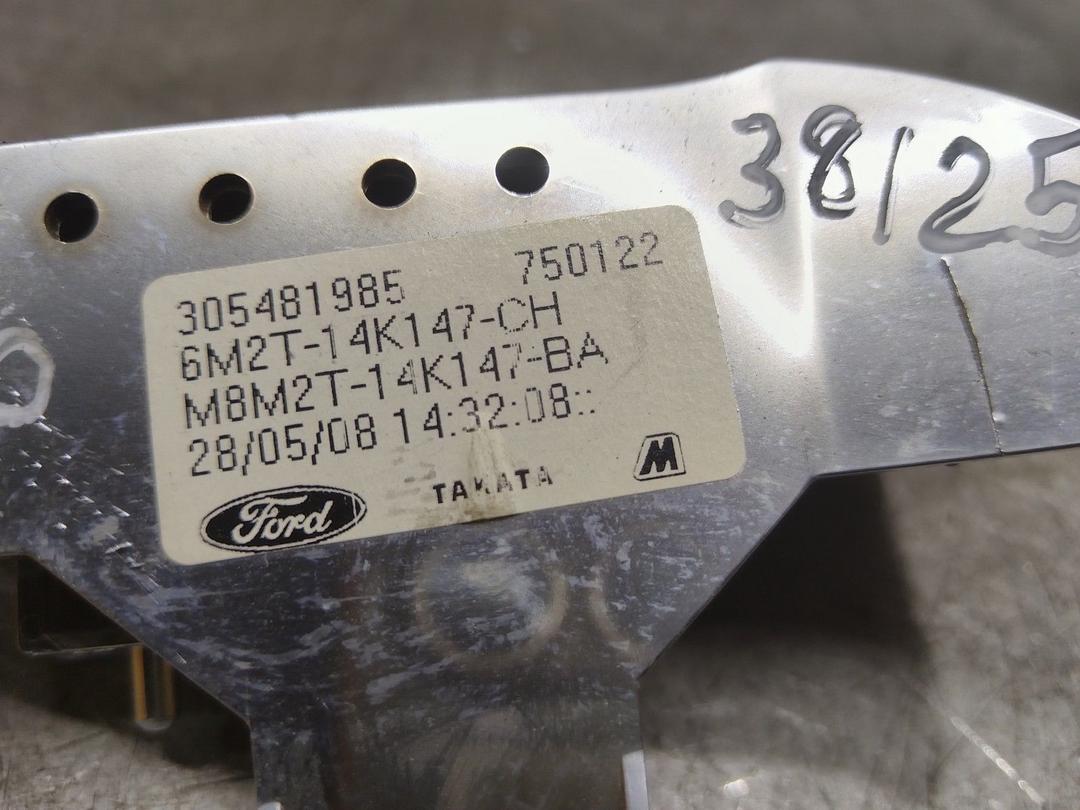 38/25
305481985 750122
6M2T-14K147-CH
M8M2T-14K147-BA
28/05/08 14:32:08::
TAKATA
M
Ford